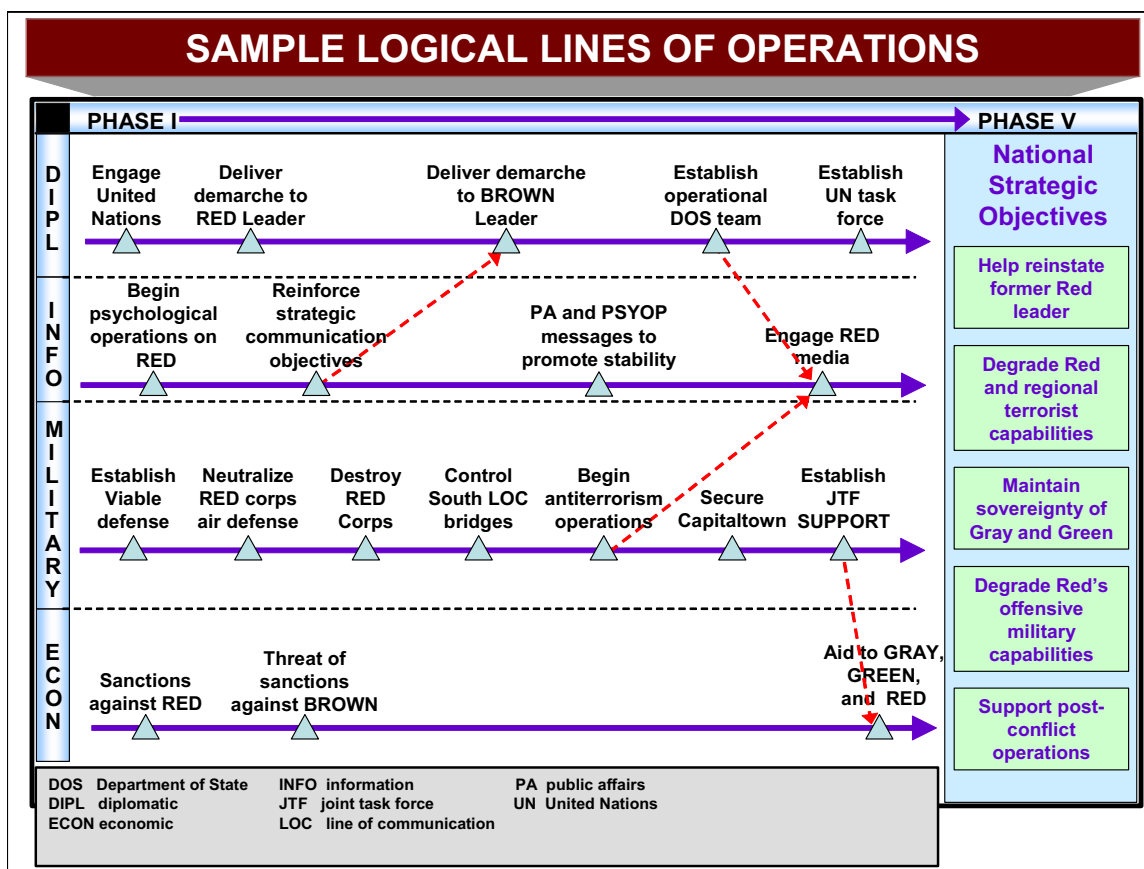 SAMPLE LOGICAL LINES OF OPERATIONS
PHASE I
PHASE V
DIPL
Engage
United
Nations
Deliver
demarche to
RED Leader
Deliver demarche
to BROWN
Leader
Establish
operational
DOS team
Establish
UN task
force
INFO
Begin
psychological
operations on
RED
Reinforce
strategic
communication
objectives
PA and PSYOP
messages to
promote stability
Engage RED
media
MILITARY
Establish
Viable
defense
Neutralize
RED corps
air defense
Destroy
RED
Corps
Control
South LOC
bridges
Begin
antiterrorism
operations
Secure
Capitaltown
Establish
JTF
SUPPORT
ECON
Sanctions
against RED
Threat of
sanctions
against BROWN
Aid to GRAY,
GREEN,
and RED
National
Strategic
Objectives
Help reinstate
former Red
leader
Degrade Red
and regional
terrorist
capabilities
Maintain
sovereignty of
Gray and Green
Degrade Red's
offensive
military
capabilities
Support post-
conflict
operations
DOS Department of State
DIPL diplomatic
ECON economic
INFO information
JTF joint task force
LOC line of communication
PA public affairs
UN United Nations